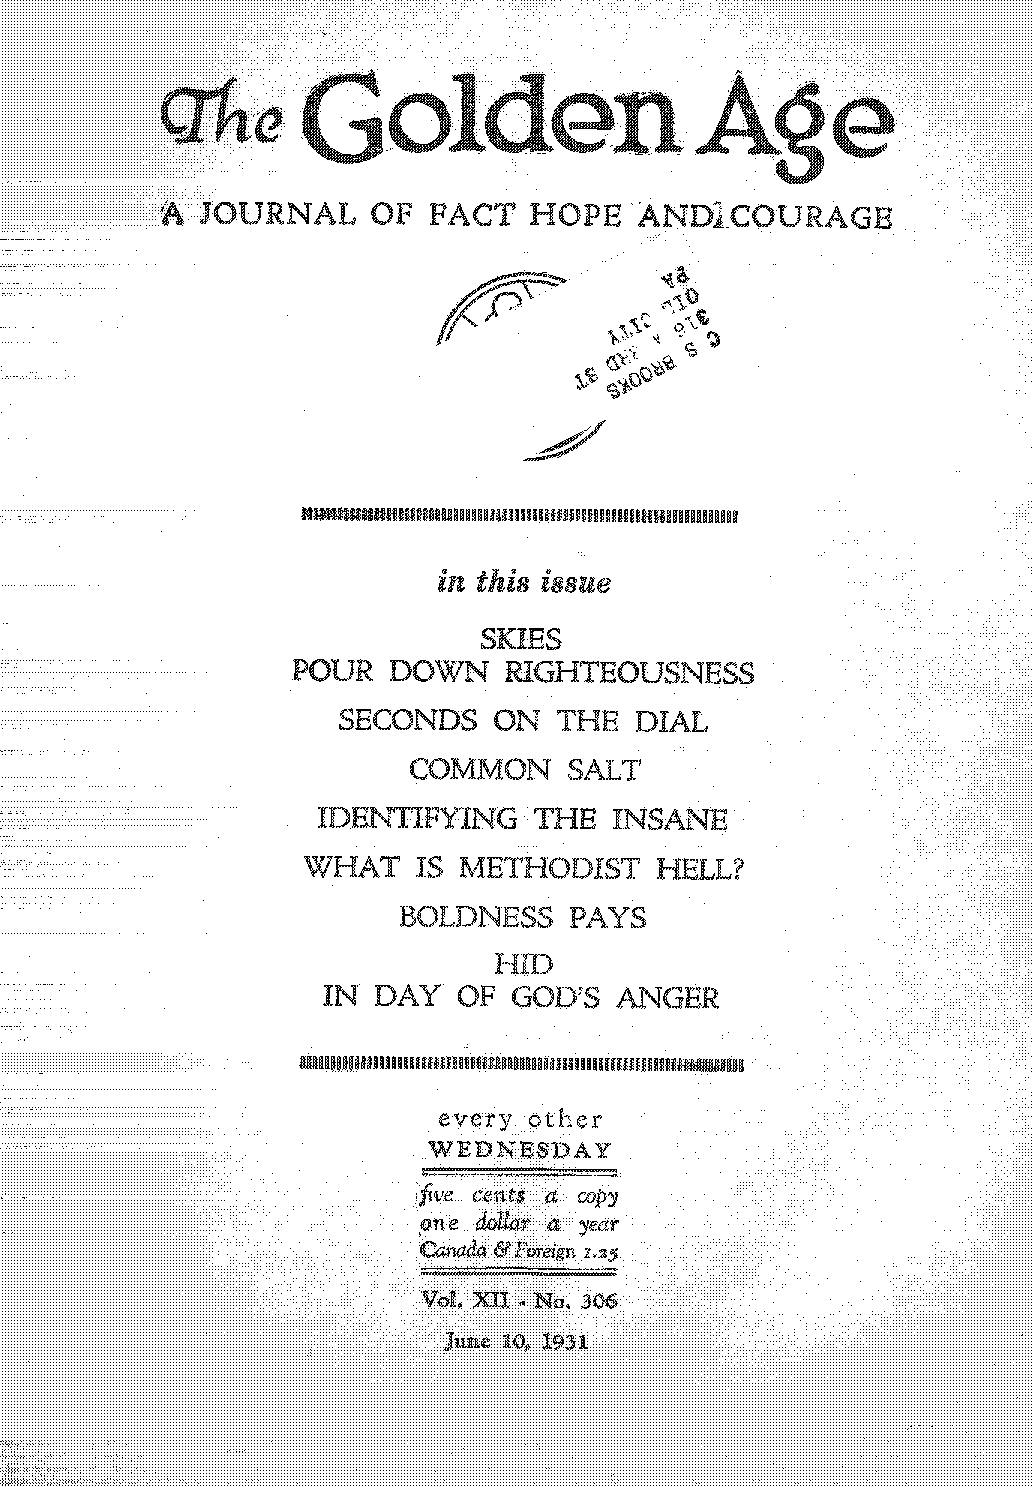 The Golden Age
A JOURNAL OF FACT HOPE AND COURAGE
C S BROOKS
316 A 3RD ST
OIL CITY
PA
in this issue
SKIES
POUR DOWN RIGHTEOUSNESS
SECONDS ON THE DIAL
COMMON SALT
IDENTIFYING THE INSANE
WHAT IS METHODIST HELL?
BOLDNESS PAYS
HID
IN DAY OF GOD'S ANGER
every other
WEDNESDAY
five cents a copy
one dollar a year
Canada & Foreign 1.25
Vol. XII - No. 306
June 10, 1931